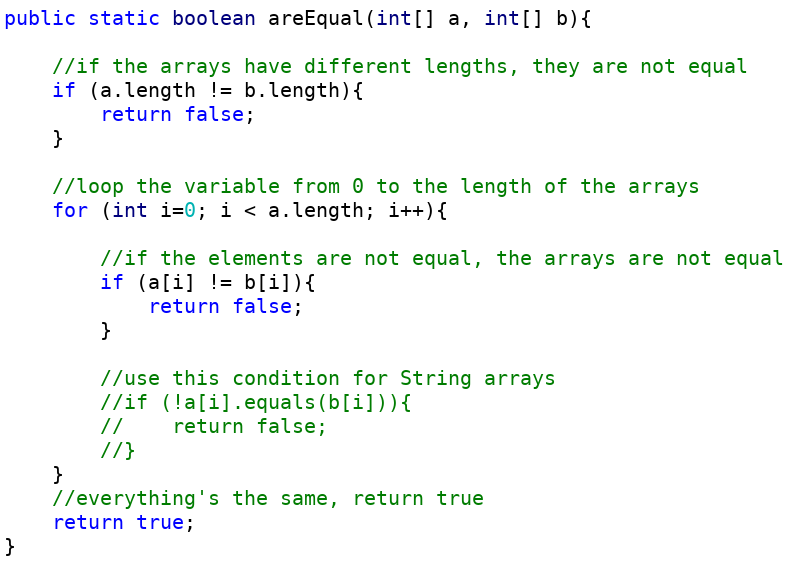 public static boolean areEqual(int[] a, int[] b){
    //if the arrays have different lengths, they are not equal
    if (a.length != b.length){
        return false;
    }
    //loop the variable from 0 to the length of the arrays
    for (int i=0; i < a.length; i++){
        //if the elements are not equal, the arrays are not equal
        if (a[i] != b[i]){
            return false;
        }
        //use this condition for String arrays
        //if (!a[i].equals(b[i])){
        //    return false;
        //}
    }
    //everything's the same, return true
    return true;
}